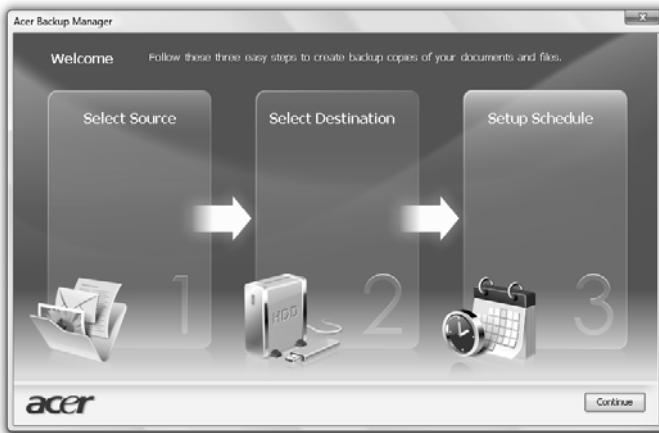 Acer Backup Manager
Welcome Follow these three easy steps to create backup copies of your documents and files.
Select Source Select Destination Setup Schedule
1 HDD 2 3
acer Continue